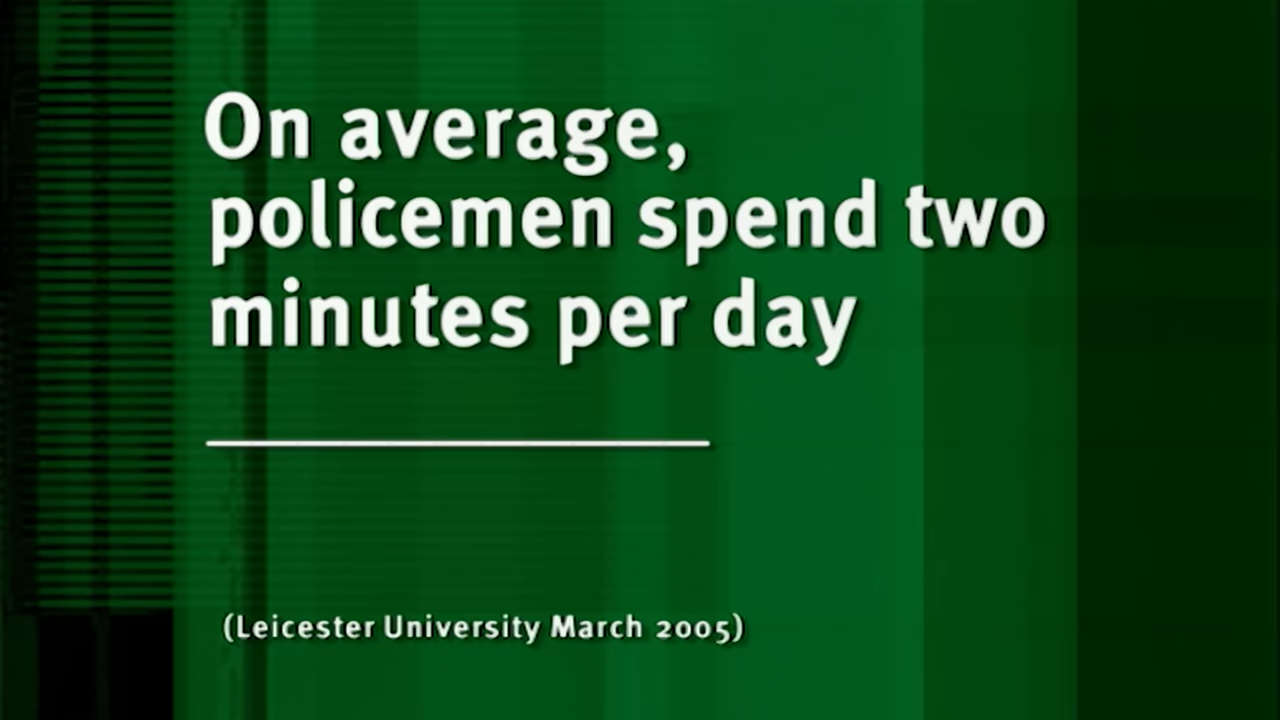 On average,
policemen spend two
minutes per day
(Leicester University March 2005)